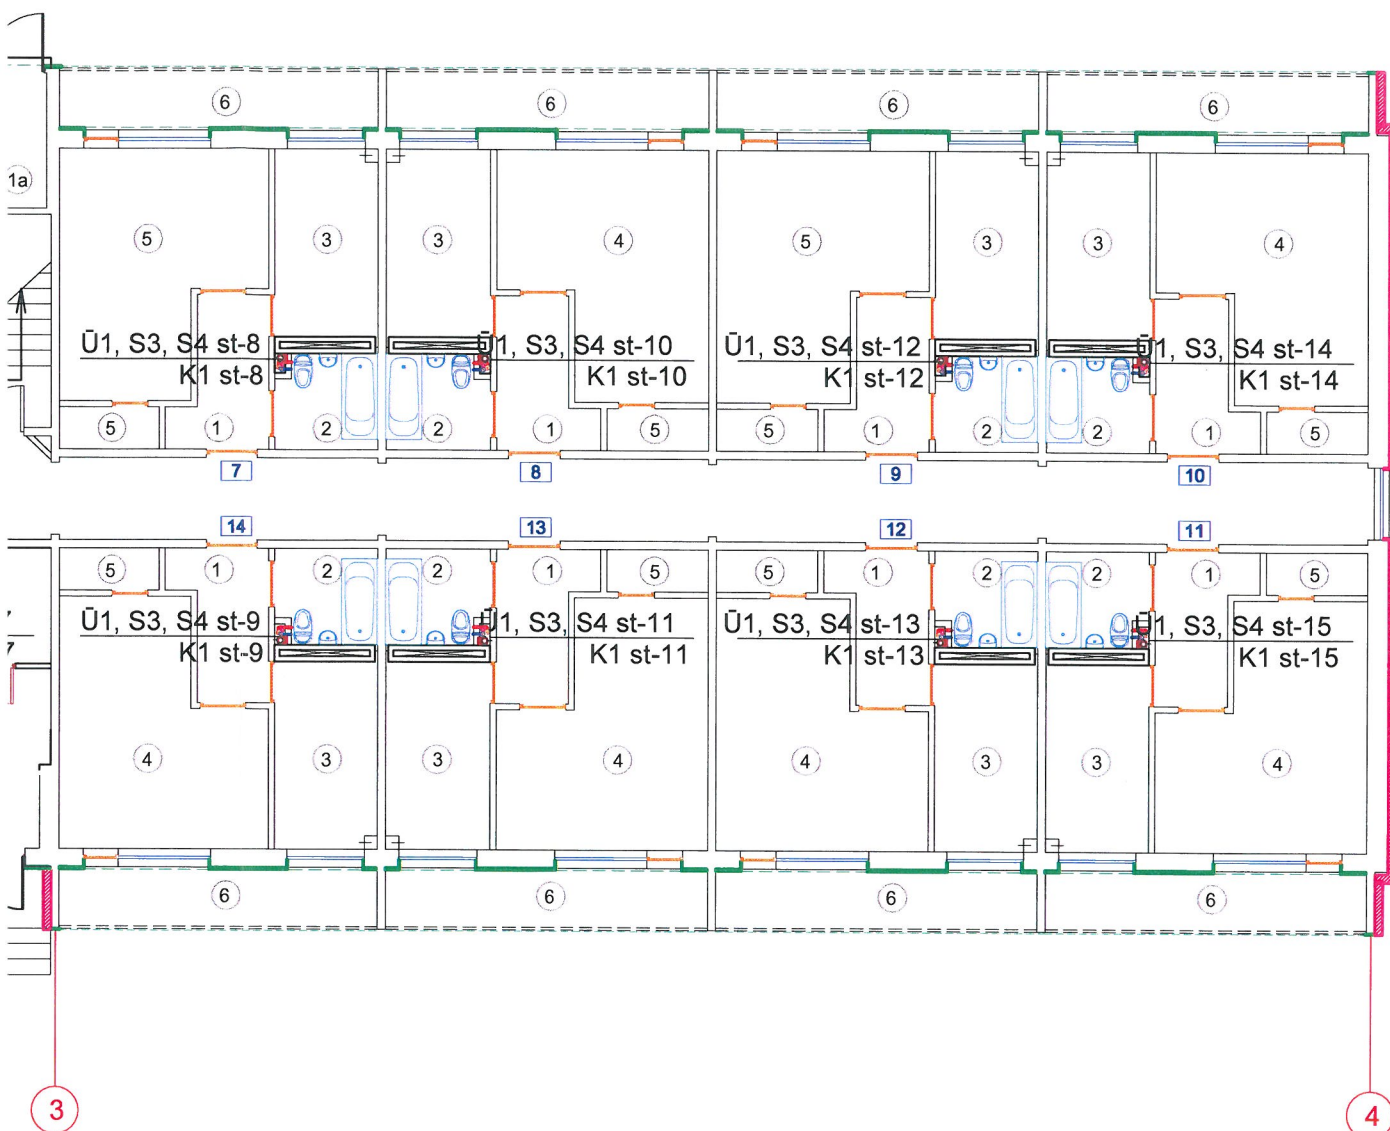 6 6 6 6
1a
5 3 3 4 5 3 3 4
Ū1, S3, S4 st-8 Ū1, S3, S4 st-10 Ū1, S3, S4 st-12 Ū1, S3, S4 st-14
K1 st-8 K1 st-10 K1 st-12 K1 st-14
5 1 2 2 1 5 5 1 2 2 1 5
7 8 9 10
14 13 12 11
5 1 2 2 1 5 5 1 2 2 1 5
Ū1, S3, S4 st-9 Ū1, S3, S4 st-11 Ū1, S3, S4 st-13 Ū1, S3, S4 st-15
K1 st-9 K1 st-11 K1 st-13 K1 st-15
4 3 3 4 4 3 3 4
6 6 6 6
3 4